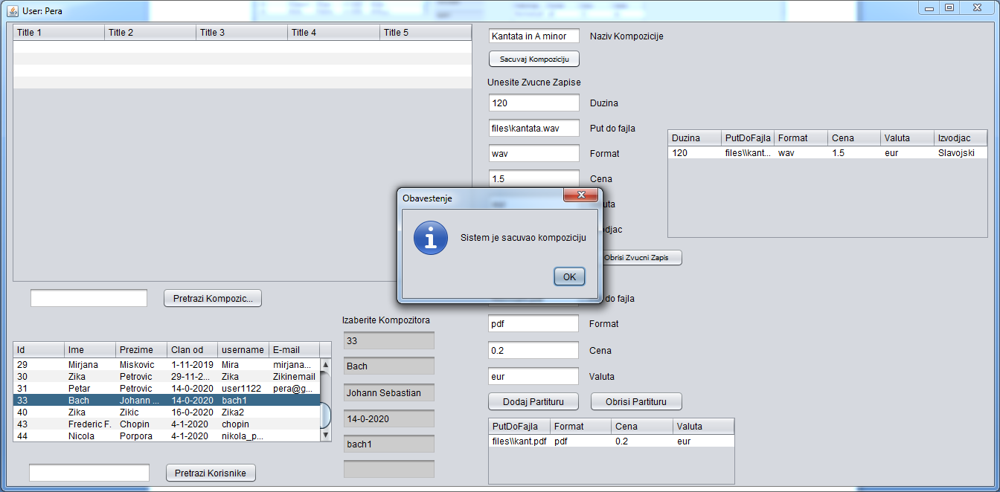 User: Pera
Title 1 Title 2 Title 3 Title 4 Title 5
Kantata in A minor Naziv Kompozicije
Sacuvaj Kompoziciju
Unesite Zvucne Zapise
120 Duzina
files\kantata.wav Put do fajla
wav Format
1.5 Cena
Duzina PutDoFajla Format Cena Valuta Izvodjac
120 files\\kant... wav 1.5 eur Slavojski
Obavestenje
Sistem je sacuvao kompoziciju
OK
Obrisi Zvucni Zapis
do fajla
pdf Format
0.2 Cena
eur Valuta
Dodaj Partituru Obrisi Partituru
PutDoFajla Format Cena Valuta
files\\kant.pdf pdf 0.2 eur
Pretrazi Kompozic...
Izaberite Kompozitora
33
Bach
Johann Sebastian
14-0-2020
bach1
Id Ime Prezime Clan od username E-mail
29 Mirjana Miskovic 1-11-2019 Mira mirjana...
30 Zika Petrovic 29-11-2... Zika Zikinemail
31 Petar Petrovic 14-0-2020 user1122 pera@g...
33 Bach Johann ... 14-0-2020 bach1
40 Zika Zikic 16-0-2020 Zika2
43 Frederic F. Chopin 4-1-2020 chopin
44 Nicola Porpora 4-1-2020 nikola_p...
Pretrazi Korisnike